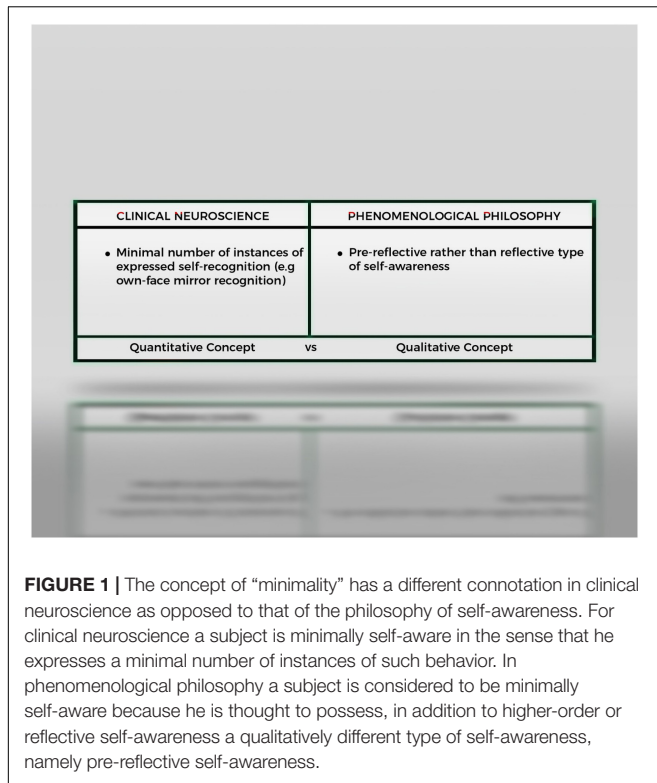 CLINICAL NEUROSCIENCE
PHENOMENOLOGICAL PHILOSOPHY
• Minimal number of instances of
expressed self-recognition (e.g
own-face mirror recognition)
• Pre-reflective rather than reflective type
of self-awareness
Quantitative Concept vs Qualitative Concept
FIGURE 1 | The concept of “minimality” has a different connotation in clinical
neuroscience as opposed to that of the philosophy of self-awareness. For
clinical neuroscience a subject is minimally self-aware in the sense that he
expresses a minimal number of instances of such behavior. In
phenomenological philosophy a subject is considered to be minimally
self-aware because he is thought to possess, in addition to higher-order or
reflective self-awareness a qualitatively different type of self-awareness,
namely pre-reflective self-awareness.